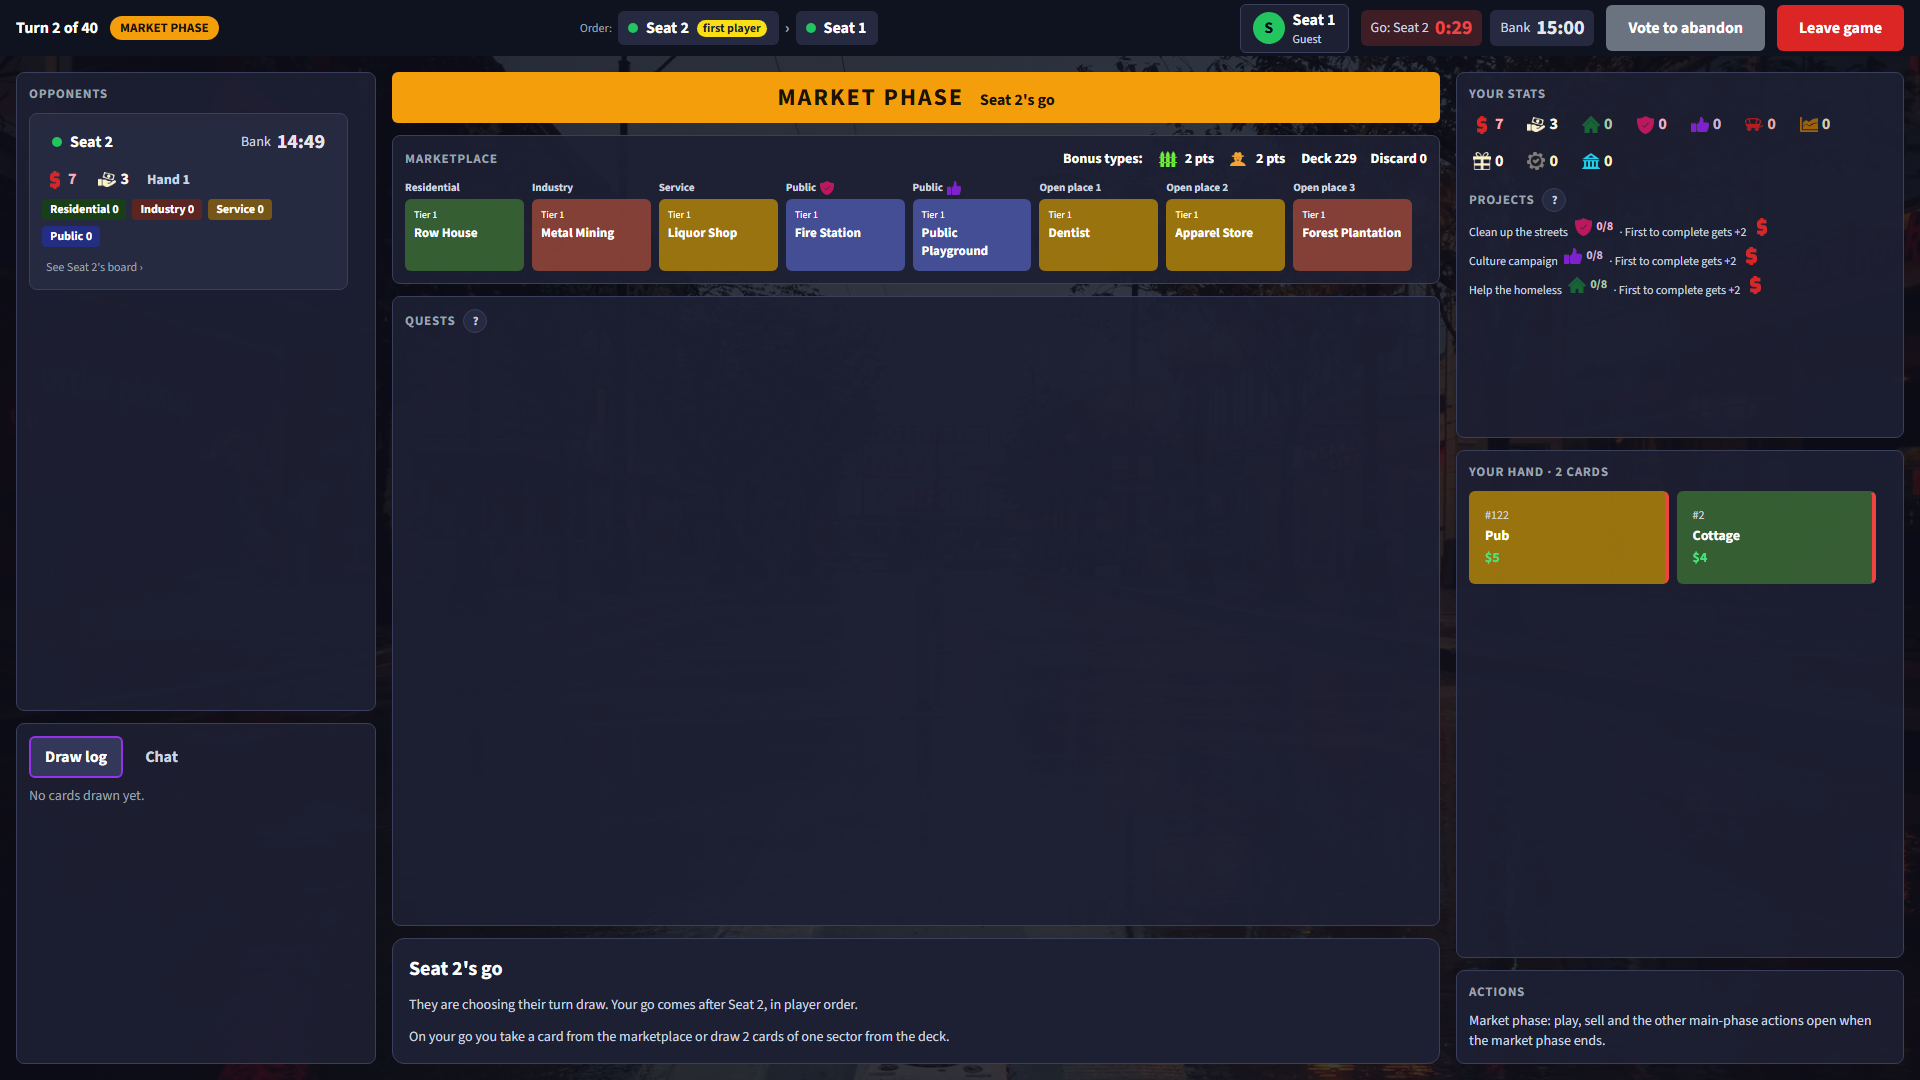 Turn 2 of 40 MARKET PHASE
Order: Seat 2 first player › Seat 1
S Seat 1 Guest
Go: Seat 2 0:29
Bank 15:00
Vote to abandon
Leave game
OPPONENTS
Seat 2 Bank 14:49
7 3 Hand 1
Residential 0 Industry 0 Service 0
Public 0
See Seat 2's board ›
Draw log Chat
No cards drawn yet.
MARKET PHASE Seat 2's go
MARKETPLACE Bonus types: 2 pts 2 pts Deck 229 Discard 0
Residential Industry Service Public Public Open place 1 Open place 2 Open place 3
Tier 1 Tier 1 Tier 1 Tier 1 Tier 1 Tier 1 Tier 1 Tier 1
Row House Metal Mining Liquor Shop Fire Station Public Dentist Apparel Store Forest Plantation
Playground
QUESTS ?
Seat 2's go
They are choosing their turn draw. Your go comes after Seat 2, in player order.
On your go you take a card from the marketplace or draw 2 cards of one sector from the deck.
YOUR STATS
7 3 0 0 0 0 0
0 0 0
PROJECTS ?
Clean up the streets 0/8 · First to complete gets +2
Culture campaign 0/8 · First to complete gets +2
Help the homeless 0/8 · First to complete gets +2
YOUR HAND · 2 CARDS
#122 #2
Pub Cottage
$5 $4
ACTIONS
Market phase: play, sell and the other main-phase actions open when
the market phase ends.